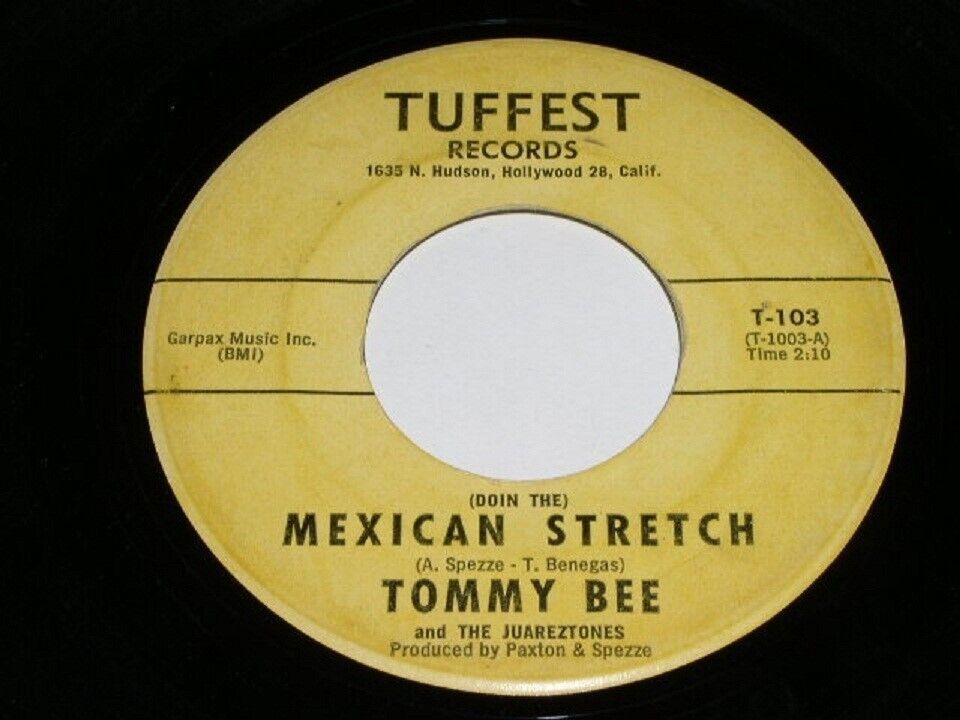 TUFFEST
RECORDS
1635 N. Hudson, Hollywood 28, Calif.
Garpax Music Inc.
(BMI)
T-103
(T-1003-A)
Time 2:10
(DOIN THE)
MEXICAN STRETCH
(A. Spezze - T. Benegas)
TOMMY BEE
and THE JUAREZTONES
Produced by Paxton & Spezze